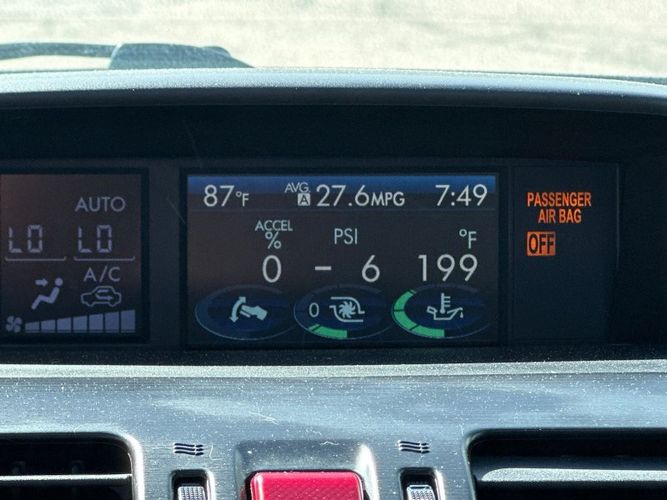 AUTO
LO LO
A/C
87°F AVG. A 27.6MPG 7:49
ACCEL % PSI °F
0 - 6 199
0
PASSENGER
AIR BAG
OFF